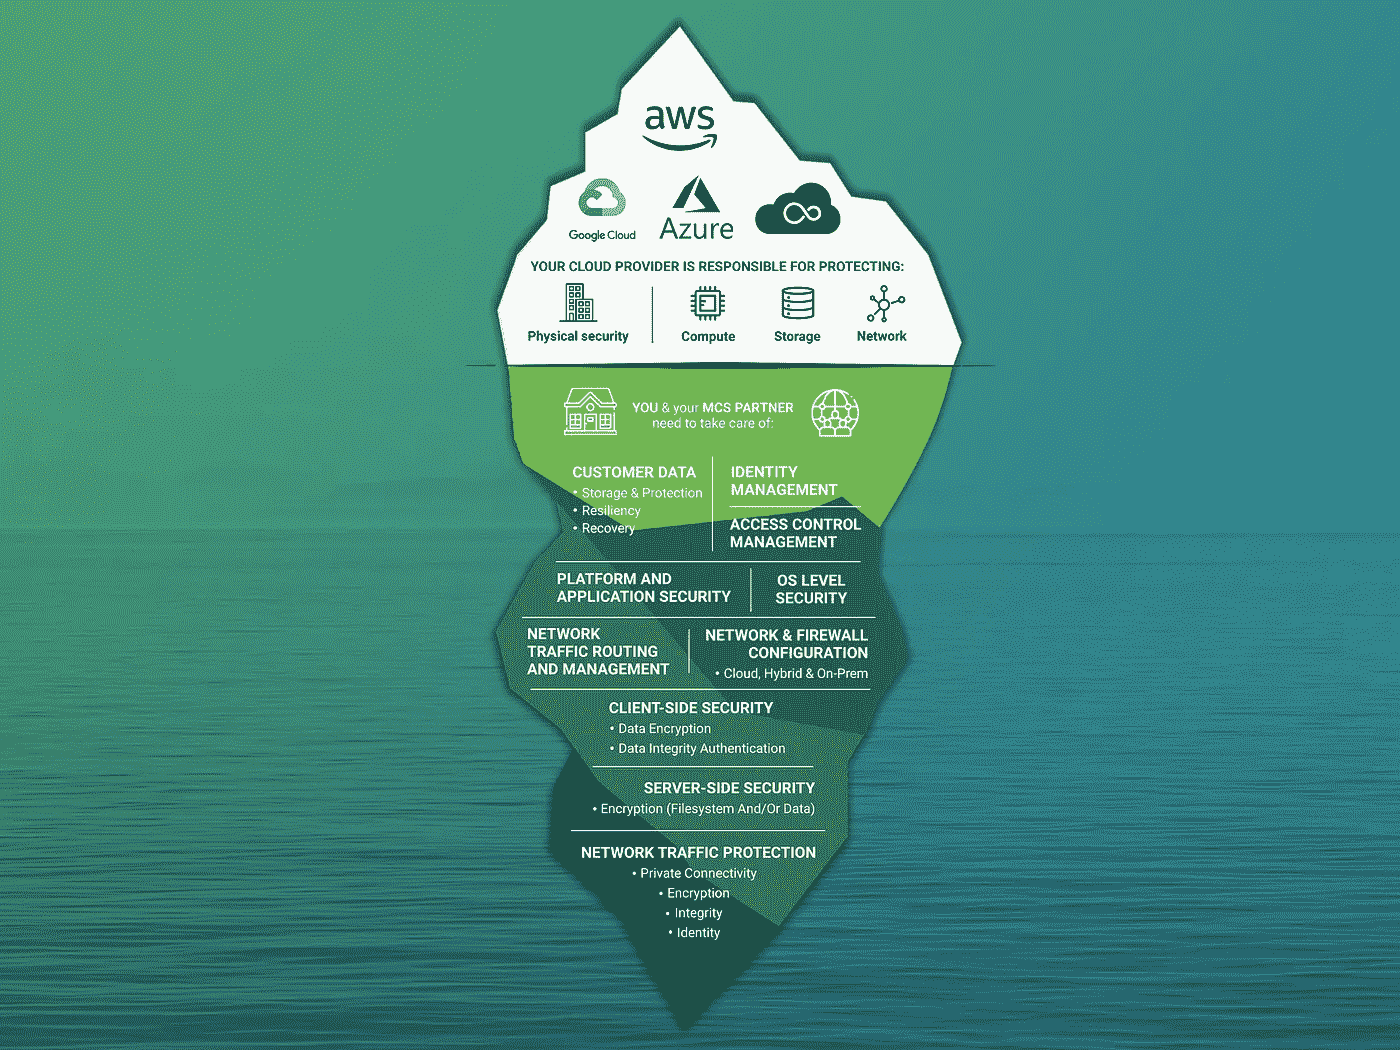 aws
Google Cloud
Azure
YOUR CLOUD PROVIDER IS RESPONSIBLE FOR PROTECTING:
Physical security
Compute
Storage
Network
YOU & your MCS PARTNER
need to take care of:
CUSTOMER DATA
• Storage & Protection
• Resiliency
• Recovery
IDENTITY
MANAGEMENT
ACCESS CONTROL
MANAGEMENT
PLATFORM AND
APPLICATION SECURITY
OS LEVEL
SECURITY
NETWORK
TRAFFIC ROUTING
AND MANAGEMENT
NETWORK & FIREWALL
CONFIGURATION
• Cloud, Hybrid & On-Prem
CLIENT-SIDE SECURITY
• Data Encryption
• Data Integrity Authentication
SERVER-SIDE SECURITY
• Encryption (Filesystem And/Or Data)
NETWORK TRAFFIC PROTECTION
• Private Connectivity
• Encryption
• Integrity
• Identity